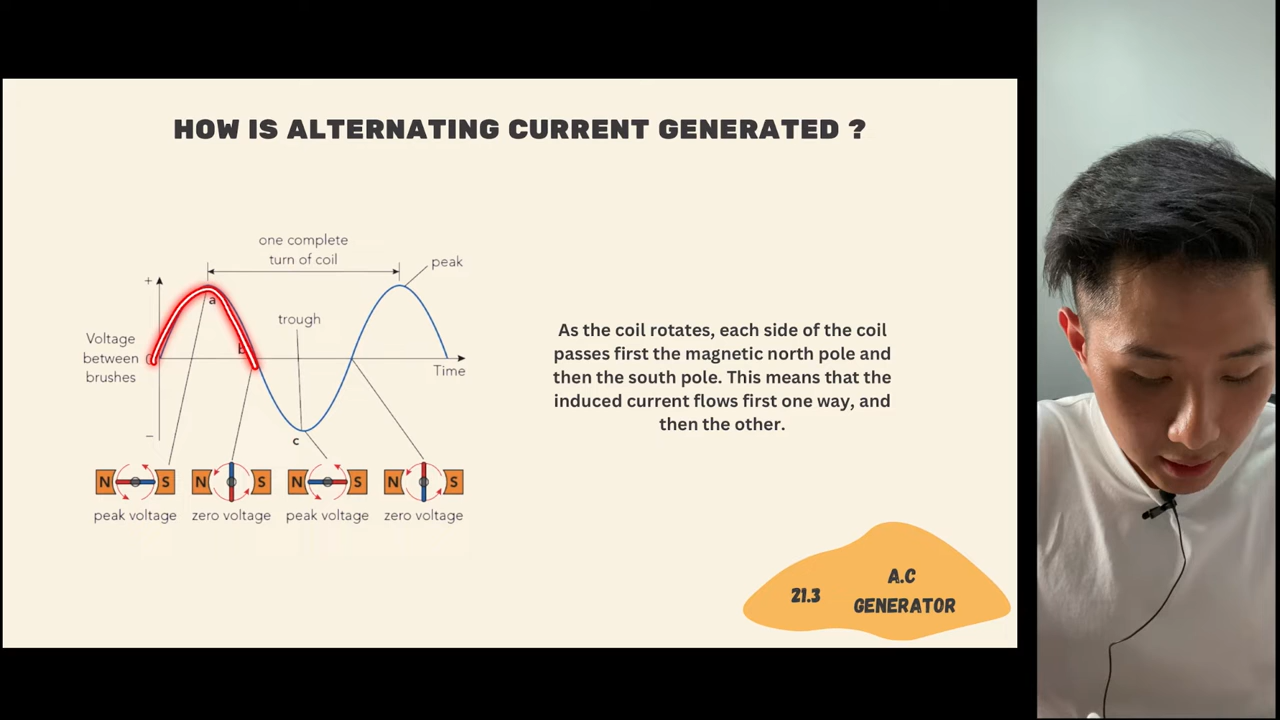 HOW IS ALTERNATING CURRENT GENERATED ?
one complete
turn of coil
peak
+
a
trough
Voltage
between
brushes
0
b
Time
−
c
As the coil rotates, each side of the coil
passes first the magnetic north pole and
then the south pole. This means that the
induced current flows first one way, and
then the other.
N S N S N S N S
peak voltage zero voltage peak voltage zero voltage
21.3
A.C
GENERATOR